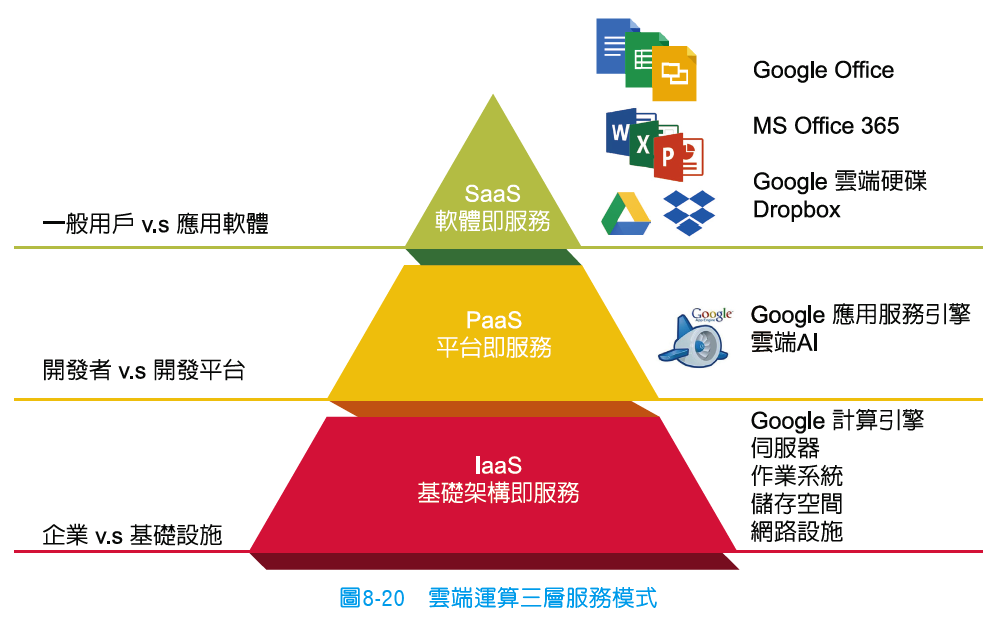 Google Office
MS Office 365
Google 雲端硬碟
Dropbox
W
X
P
SaaS
軟體即服務
一般用戶 v.s 應用軟體
PaaS
平台即服務
Google
Google 應用服務引擎
雲端AI
開發者 v.s 開發平台
IaaS
基礎架構即服務
Google 計算引擎
伺服器
作業系統
儲存空間
網路設施
企業 v.s 基礎設施
圖8-20 雲端運算三層服務模式